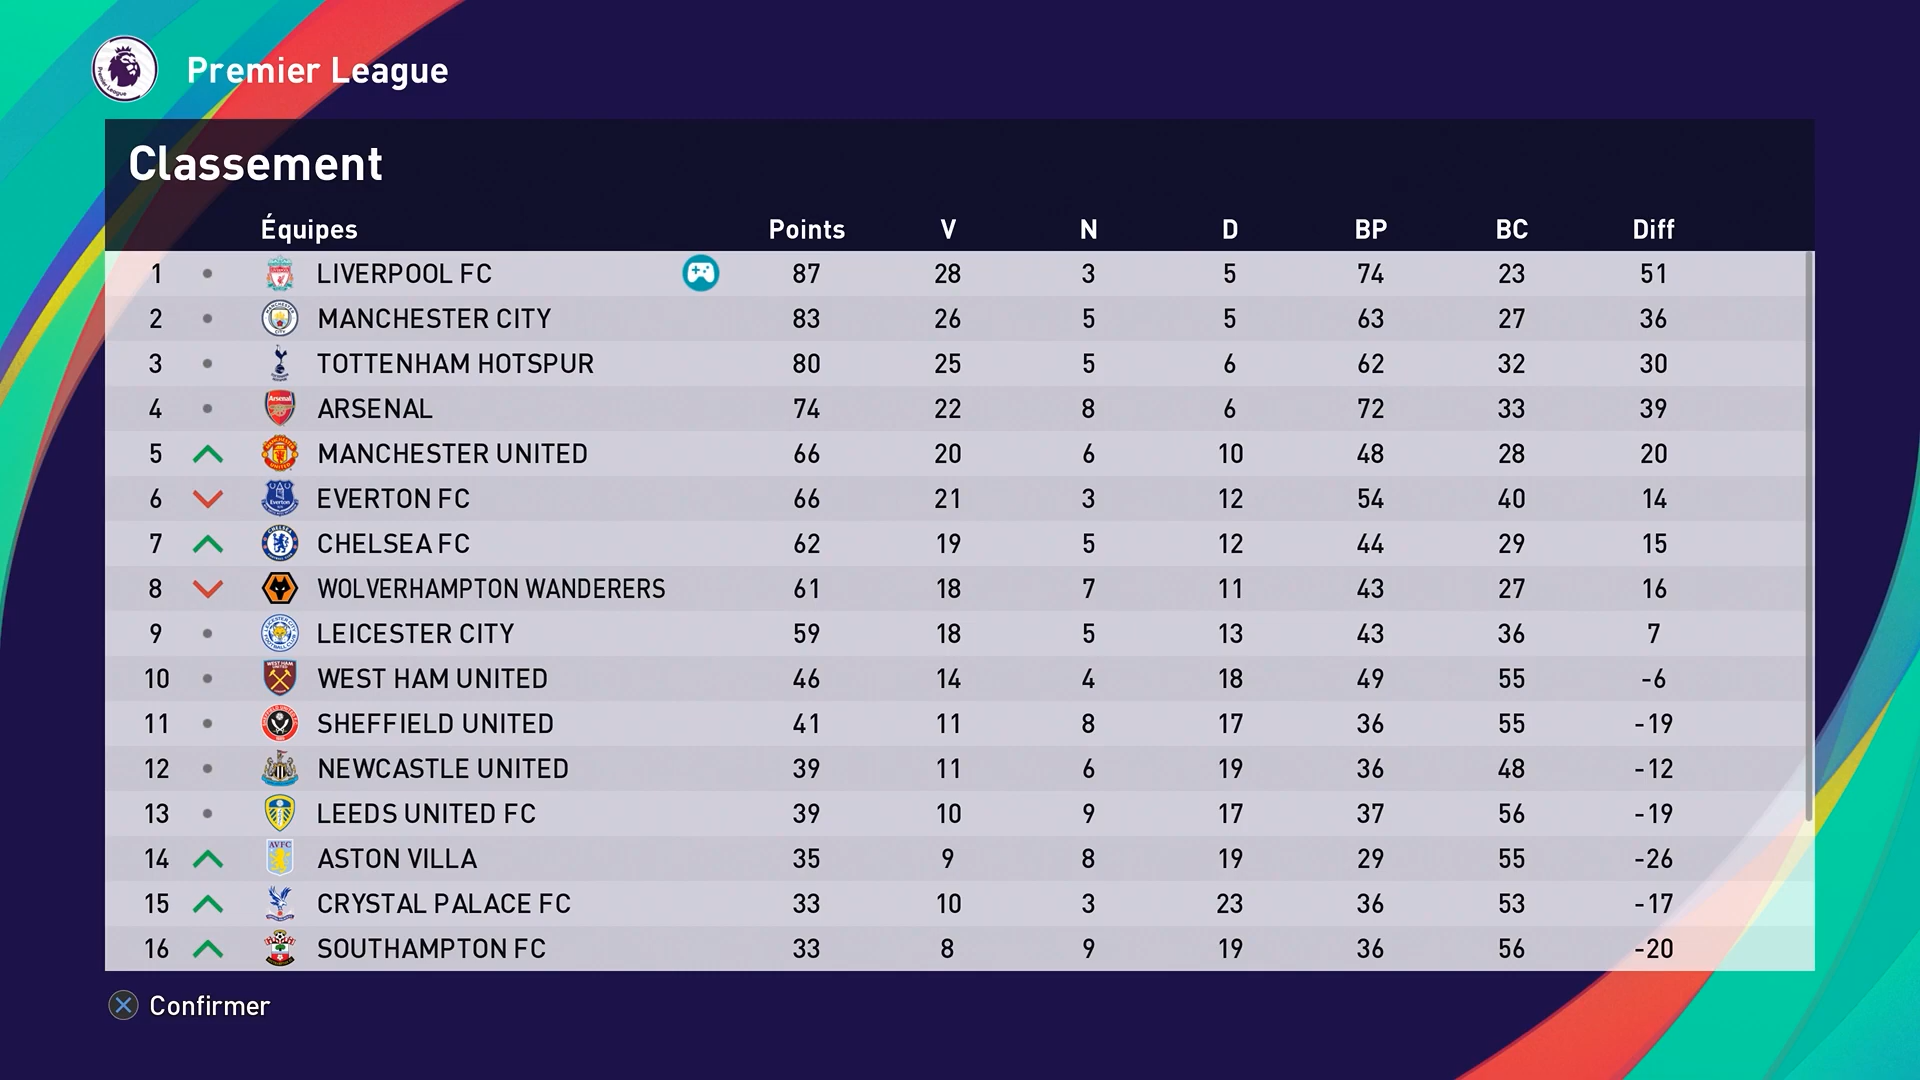 Premier League
Classement
Équipes Points V N D BP BC Diff
1 LIVERPOOL FC 87 28 3 5 74 23 51
2 MANCHESTER CITY 83 26 5 5 63 27 36
3 TOTTENHAM HOTSPUR 80 25 5 6 62 32 30
4 ARSENAL 74 22 8 6 72 33 39
5 MANCHESTER UNITED 66 20 6 10 48 28 20
6 EVERTON FC 66 21 3 12 54 40 14
7 CHELSEA FC 62 19 5 12 44 29 15
8 WOLVERHAMPTON WANDERERS 61 18 7 11 43 27 16
9 LEICESTER CITY 59 18 5 13 43 36 7
10 WEST HAM UNITED 46 14 4 18 49 55 -6
11 SHEFFIELD UNITED 41 11 8 17 36 55 -19
12 NEWCASTLE UNITED 39 11 6 19 36 48 -12
13 LEEDS UNITED FC 39 10 9 17 37 56 -19
14 ASTON VILLA 35 9 8 19 29 55 -26
15 CRYSTAL PALACE FC 33 10 3 23 36 53 -17
16 SOUTHAMPTON FC 33 8 9 19 36 56 -20
Confirmer